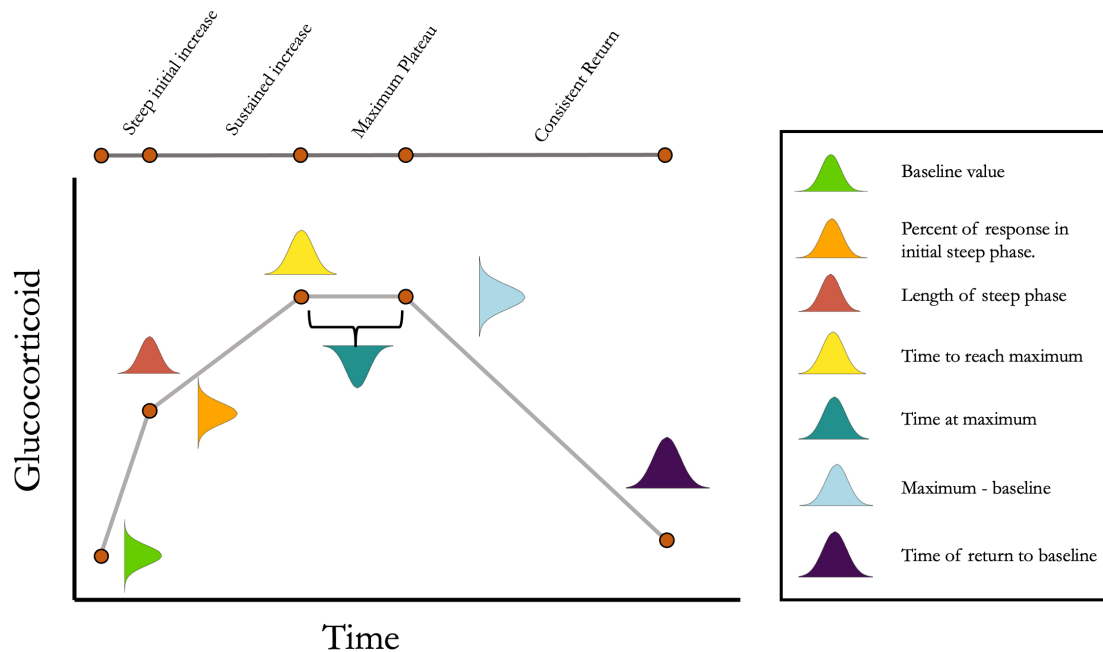 Steep initial increase
Sustained increase
Maximum Plateau
Consistent Return
Glucocorticoid
Time
Baseline value
Percent of response in
initial steep phase.
Length of steep phase
Time to reach maximum
Time at maximum
Maximum - baseline
Time of return to baseline